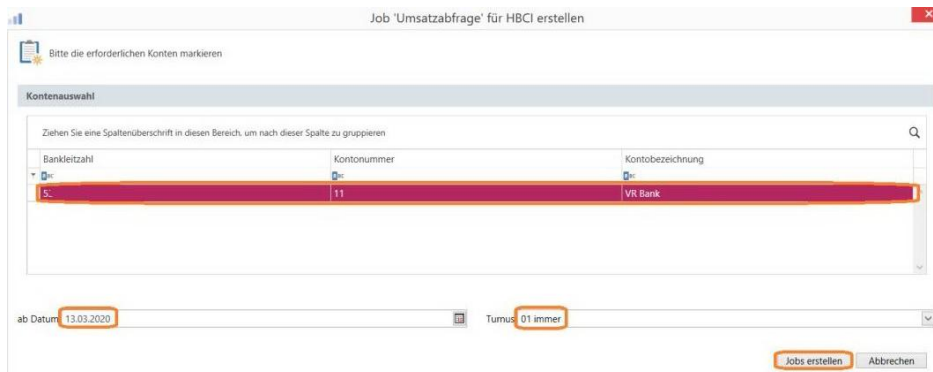 Job 'Umsatzabfrage' für HBCI erstellen
Bitte die erforderlichen Konten markieren
Kontenauswahl
Ziehen Sie eine Spaltenüberschrift in diesen Bereich, um nach dieser Spalte zu gruppieren
Bankleitzahl Kontonummer Kontobezeichnung
11 VR Bank
ab Datum 13.03.2020 Turnus 01 immer
Jobs erstellen Abbrechen